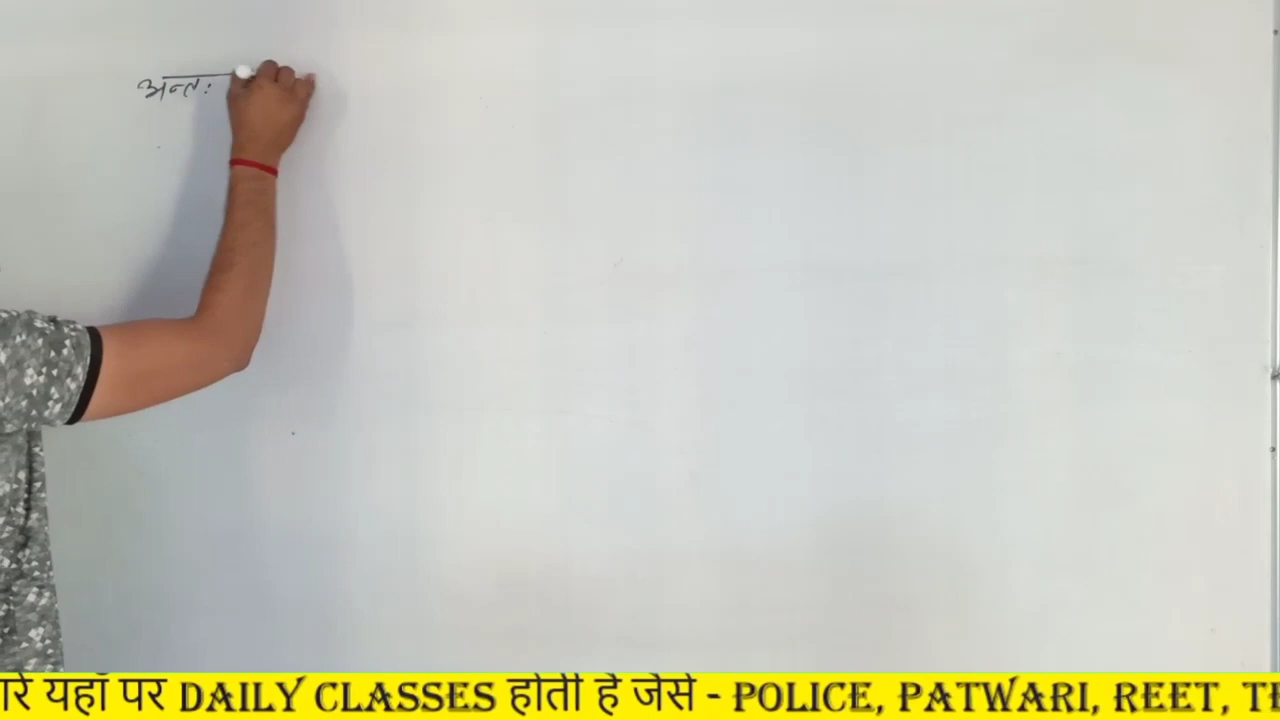 अन्तः
रे यहाँ पर DAILY CLASSES होती है जैसे - POLICE, PATWARI, REET,